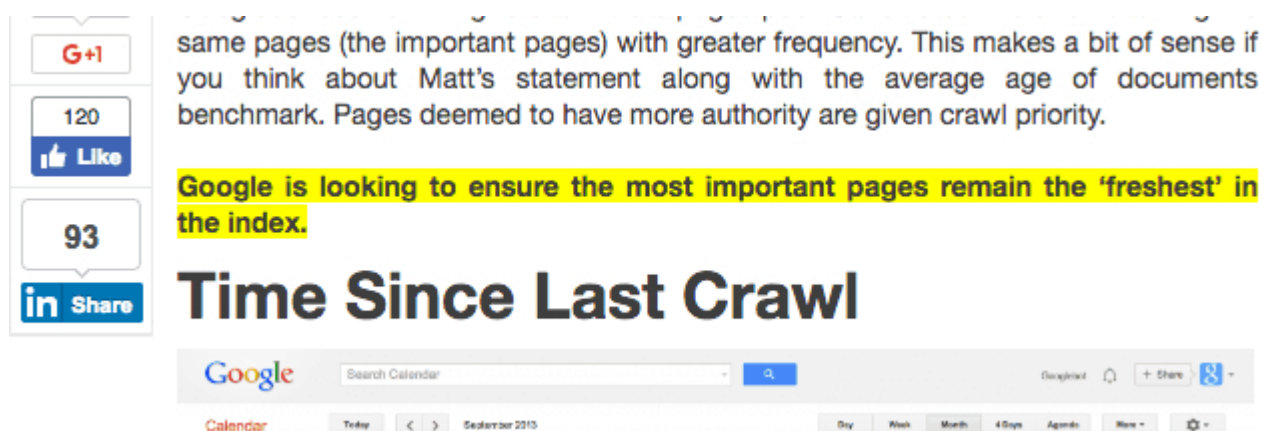 same pages (the important pages) with greater frequency. This makes a bit of sense if
you think about Matt's statement along with the average age of documents
benchmark. Pages deemed to have more authority are given crawl priority.
Google is looking to ensure the most important pages remain the ‘freshest’ in
the index.
Time Since Last Crawl
G+1
120
Like
93
in Share
Google Search Calendar Googlebot + Share 8
Calendar Today < > September 2013 Day Week Month 4 Days Agenda More